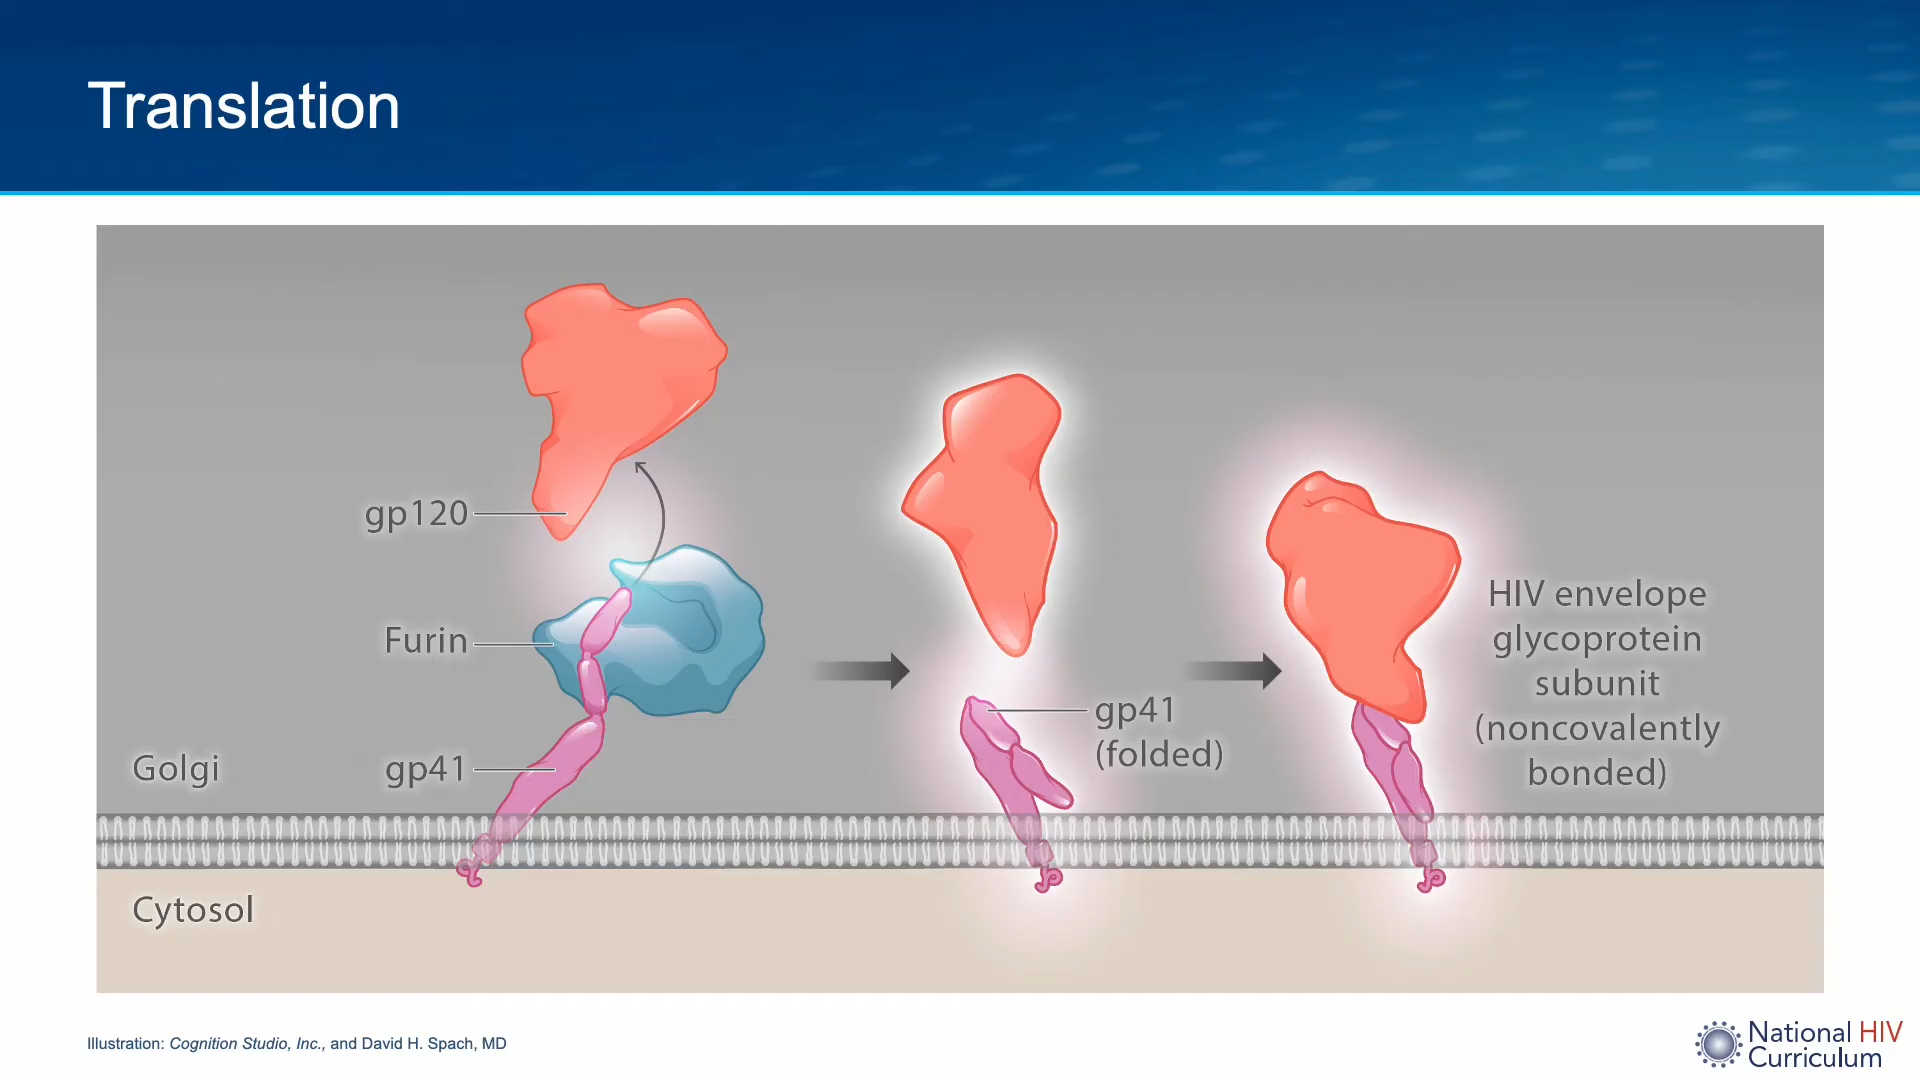 Translation
gp120
Furin
gp41
Golgi
Cytosol
gp41
(folded)
HIV envelope
glycoprotein
subunit
(noncovalently
bonded)
Illustration: Cognition Studio, Inc., and David H. Spach, MD
National HIV
Curriculum